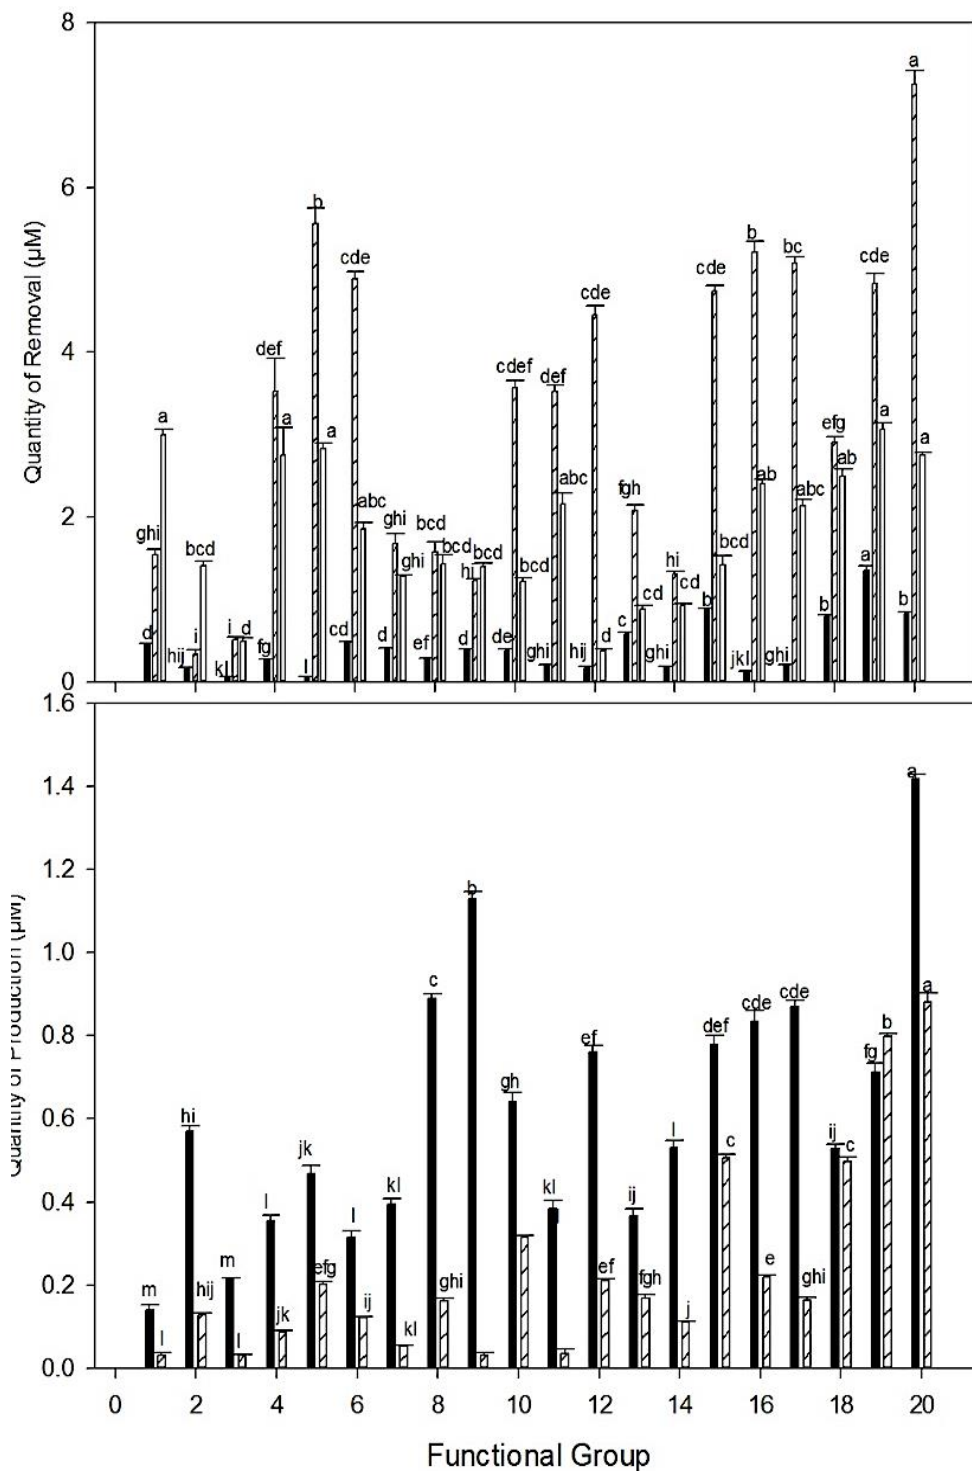 8
a
b
6
cde
b
bc
cde
cde
cde
Quantity of Removal (µM)
4
def
cdef
def
a
a
a
efg
a
a
abc
abc
fgh
ab
abc
ab
2
ghi
bcd
ghi
ghi
bcd
bcd
hi
bcd
bcd
hi
bcd
a
d
hij
i
kl
i
d
fg
l
cd
d
ef
d
de
ghi
hij
d
c
cd
ghi
cd
b
jkl
ghi
b
b
0
1.6
1.4
a
1.2
b
1.0
c
cde
cde
a
Quantity of Production (µM)
0.8
ef
def
fg
b
gh
0.6
hi
l
c
ij
c
jk
0.4
l
l
kl
kl
ij
efg
0.2
m
m
hij
l
l
jk
ij
kl
ghi
ef
fgh
j
e
ghi
0.0
0 2 4 6 8 10 12 14 16 18 20
Functional Group